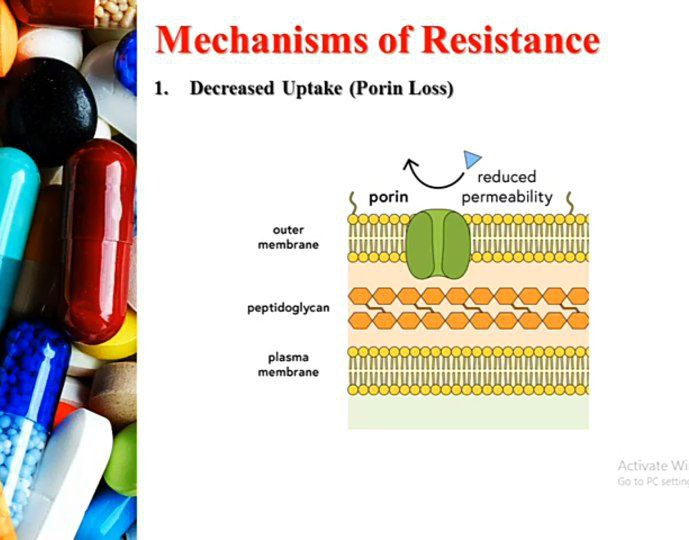 Mechanisms of Resistance
1. Decreased Uptake (Porin Loss)
reduced
porin permeability
outer
membrane
peptidoglycan
plasma
membrane
Activate Wi
Go to PC setting